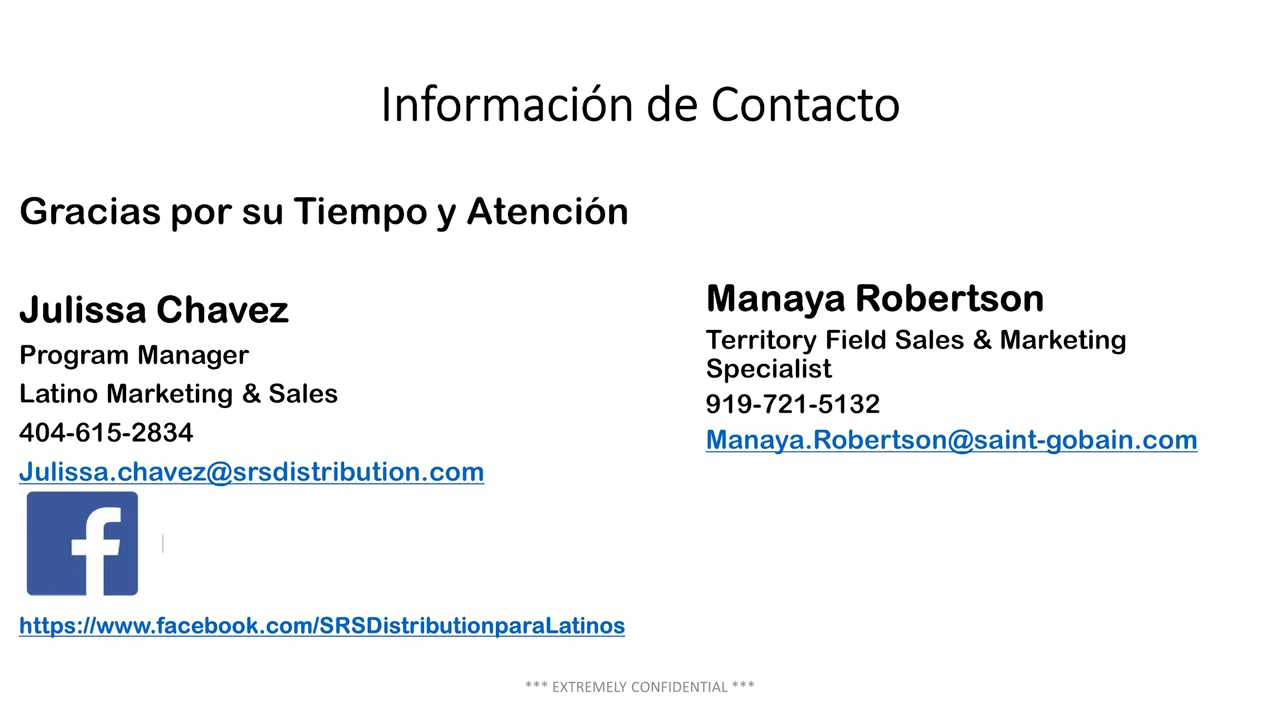 Información de Contacto
Gracias por su Tiempo y Atención
Julissa Chavez
Program Manager
Latino Marketing & Sales
404-615-2834
Julissa.chavez@srsdistribution.com
f
https://www.facebook.com/SRSDistributionparaLatinos
Manaya Robertson
Territory Field Sales & Marketing
Specialist
919-721-5132
Manaya.Robertson@saint-gobain.com
*** EXTREMELY CONFIDENTIAL ***